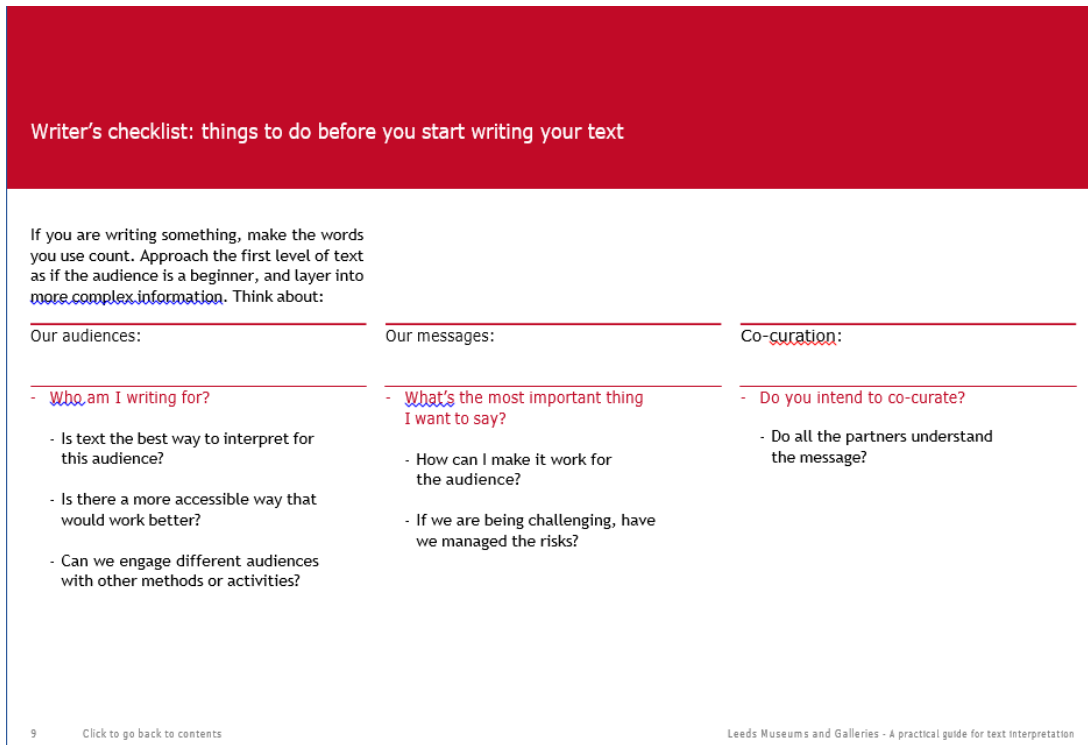 Writer's checklist: things to do before you start writing your text
If you are writing something, make the words
you use count. Approach the first level of text
as if the audience is a beginner, and layer into
more complex information. Think about:
Our audiences:
- Who am I writing for?
- Is text the best way to interpret for
this audience?
- Is there a more accessible way that
would work better?
- Can we engage different audiences
with other methods or activities?
Our messages:
- What's the most important thing
I want to say?
- How can I make it work for
the audience?
- If we are being challenging, have
we managed the risks?
Co-curation:
- Do you intend to co-curate?
- Do all the partners understand
the message?
9 Click to go back to contents
Leeds Museums and Galleries - A practical guide for text interpretation